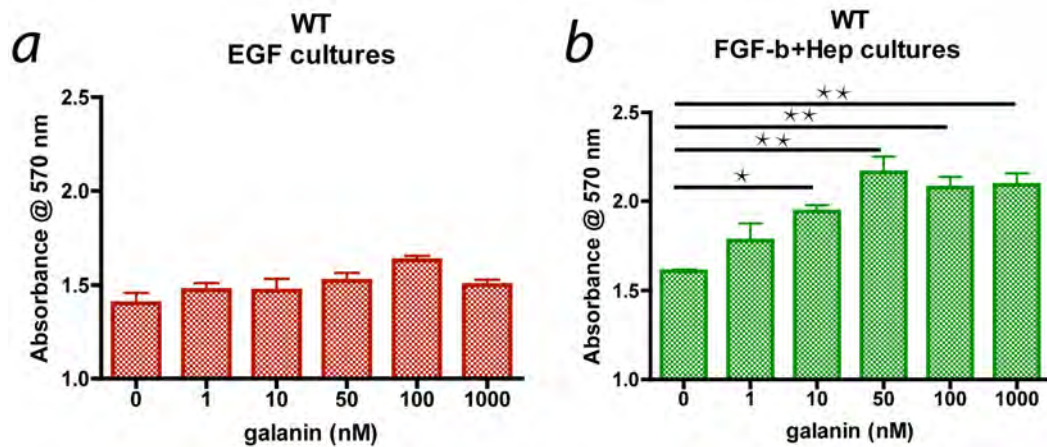 a
WT
EGF cultures
Absorbance @ 570 nm
2.5
2.0
1.5
1.0
0 1 10 50 100 1000
galanin (nM)
b
WT
FGF-b+Hep cultures
Absorbance @ 570 nm
2.5
2.0
1.5
1.0
★★
★★
★★
★
0 1 10 50 100 1000
galanin (nM)